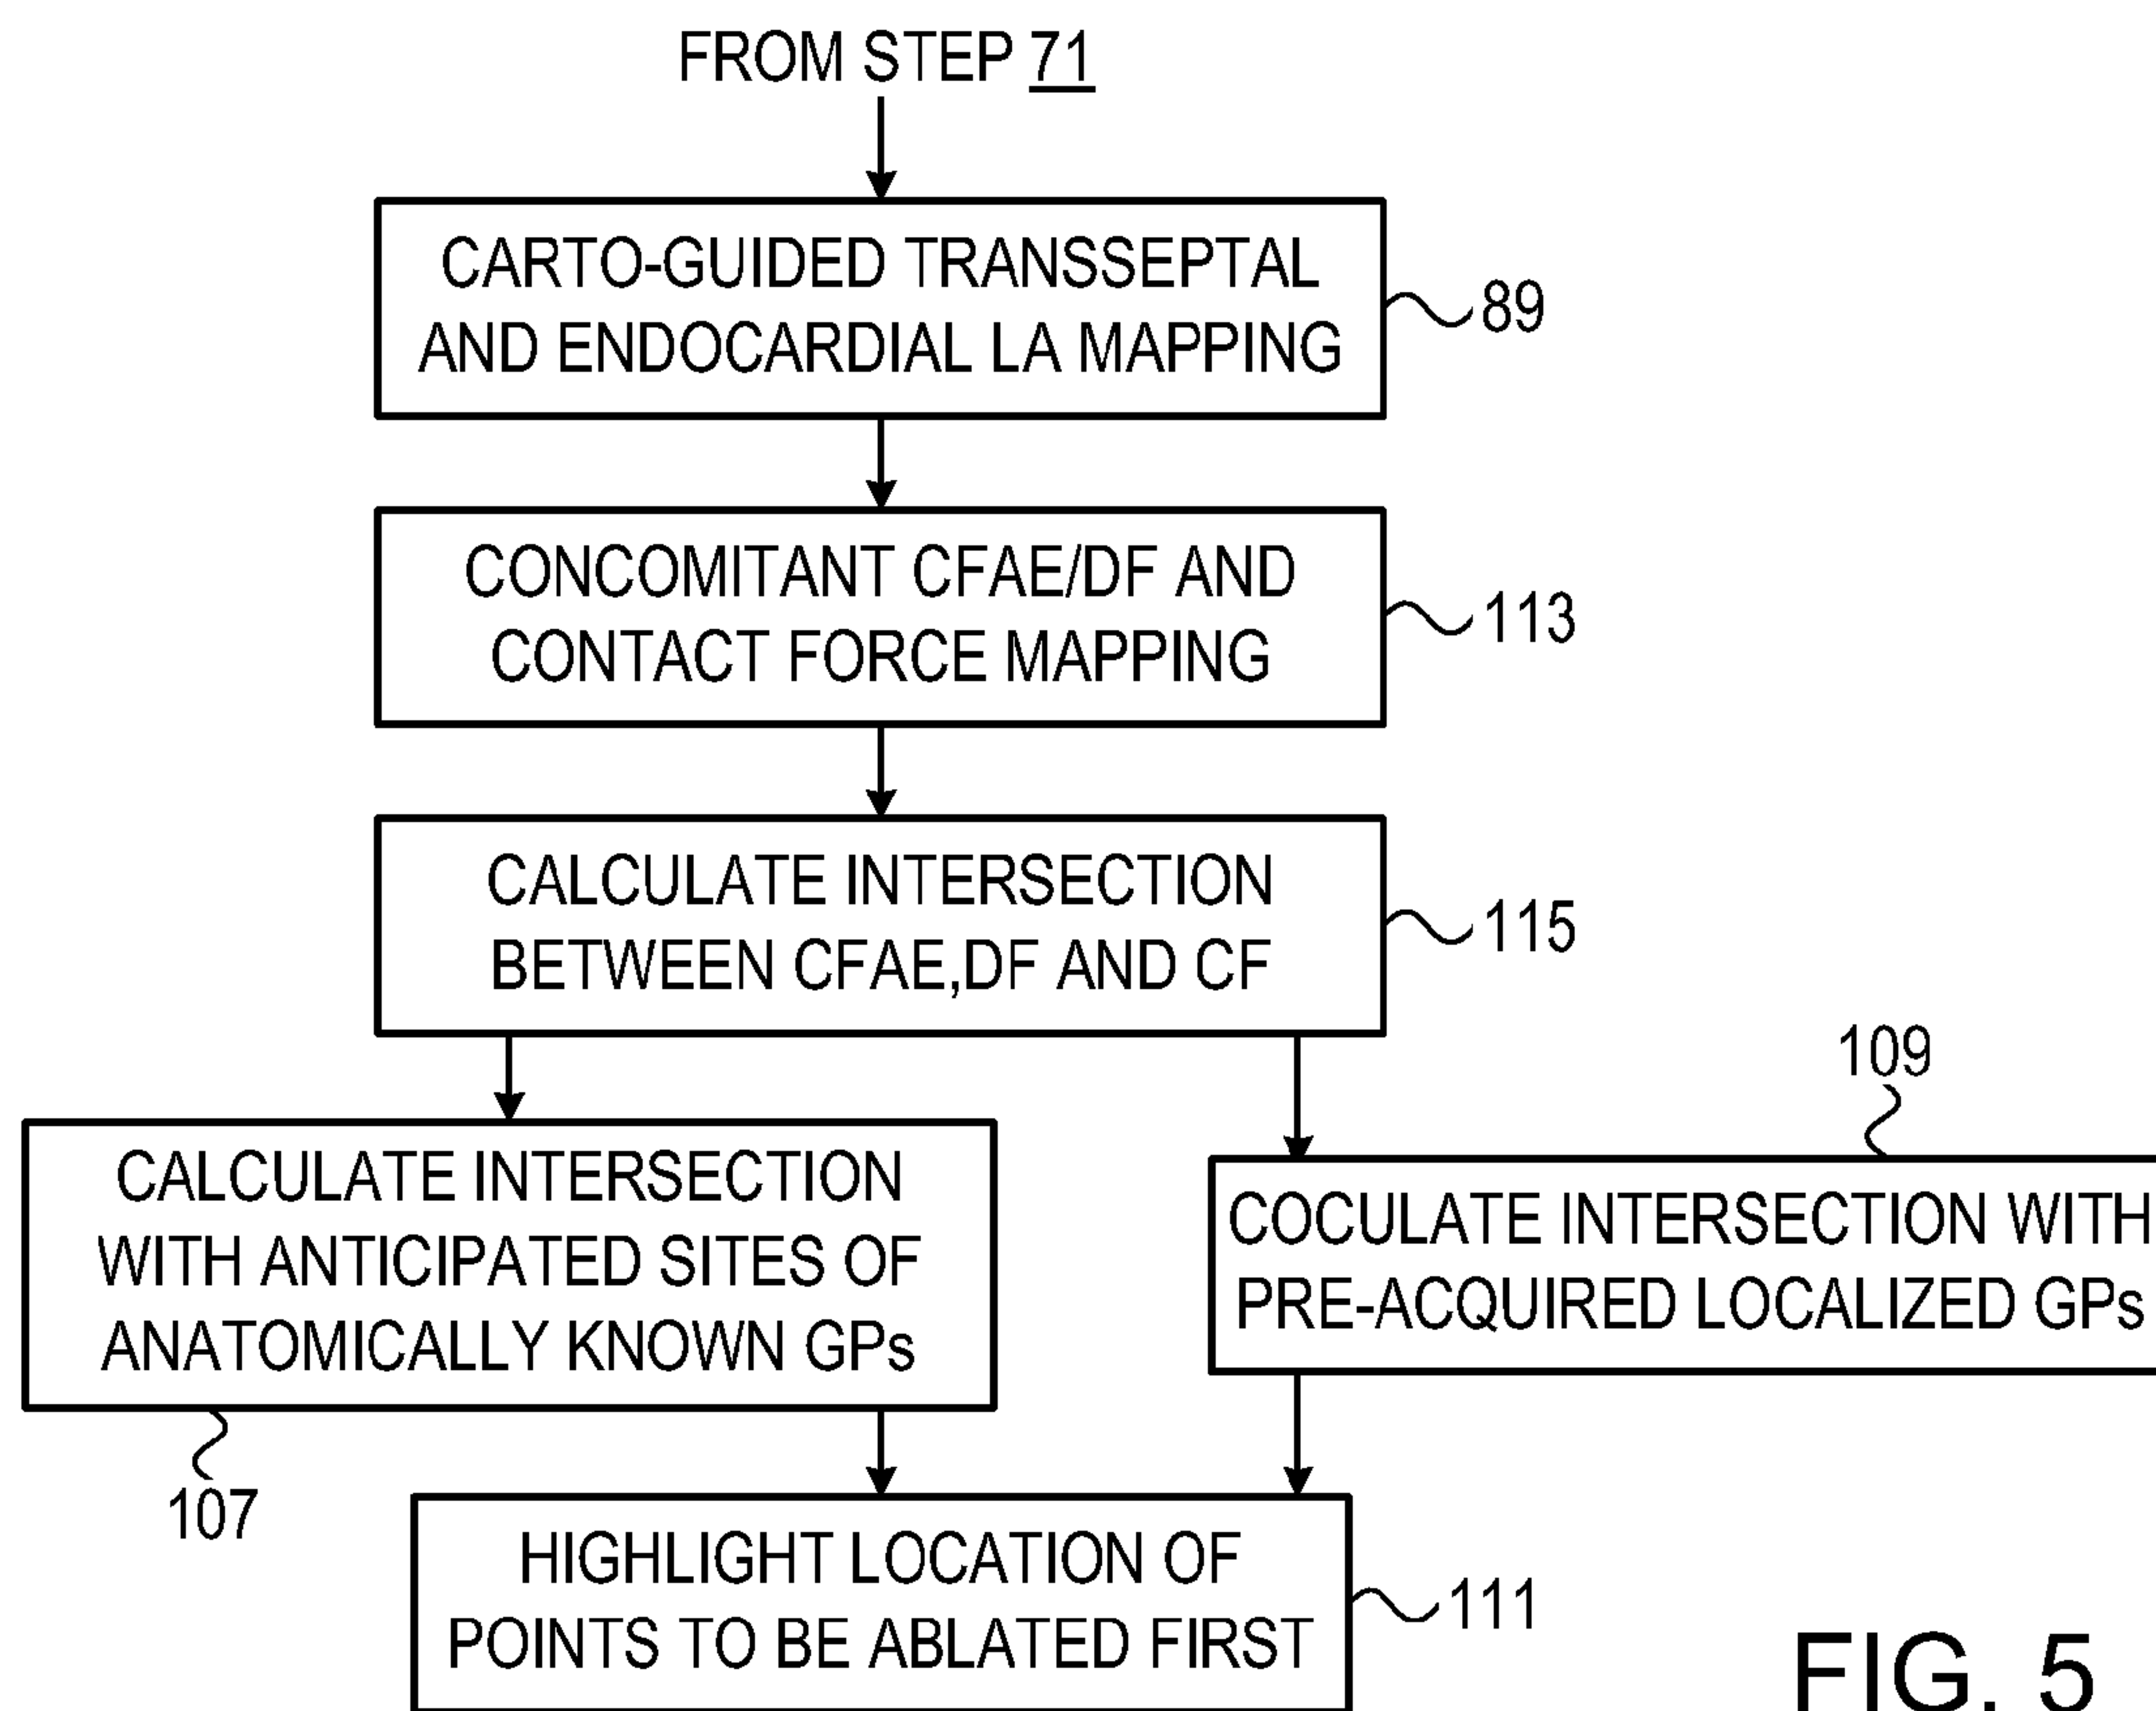 FROM STEP 71
CARTO-GUIDED TRANSSEPTAL
AND ENDOCARDIAL LA MAPPING
89
CONCOMITANT CFAE/DF AND
CONTACT FORCE MAPPING
113
CALCULATE INTERSECTION
BETWEEN CFAE,DF AND CF
115
109
CALCULATE INTERSECTION
WITH ANTICIPATED SITES OF
ANATOMICALLY KNOWN GPs
107
COCULATE INTERSECTION WITH
PRE-ACQUIRED LOCALIZED GPs
HIGHLIGHT LOCATION OF
POINTS TO BE ABLATED FIRST
111
FIG. 5